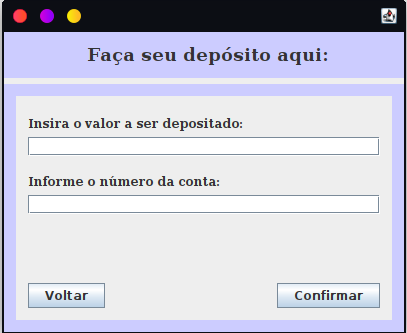 Faça seu depósito aqui:
Insira o valor a ser depositado:
Informe o número da conta:
Voltar Confirmar